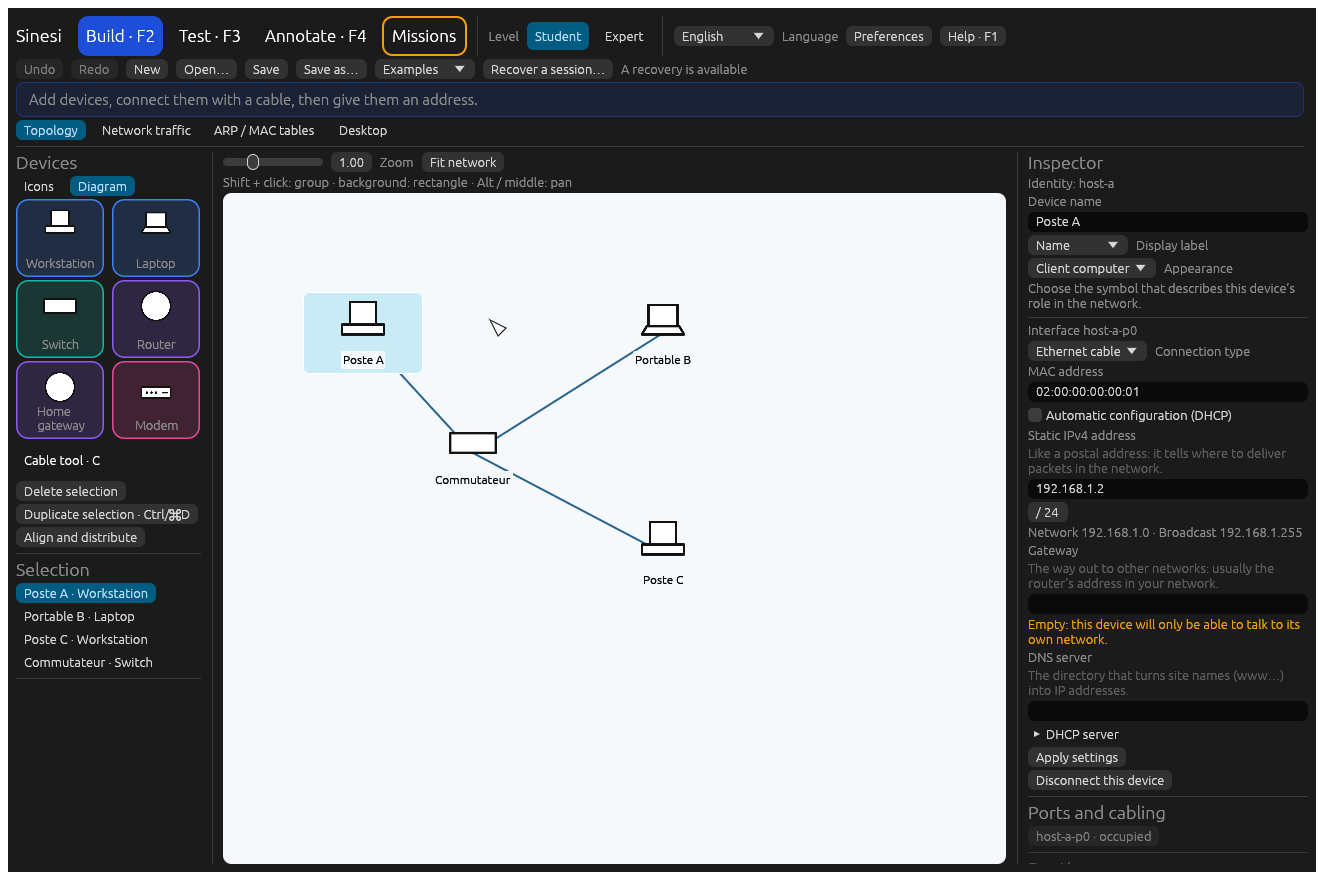 Sinesi
Build · F2
Test · F3
Annotate · F4
Missions
Level
Student
Expert
English
Language
Preferences
Help · F1
Undo
Redo
New
Open…
Save
Save as…
Examples
Recover a session…
A recovery is available
Add devices, connect them with a cable, then give them an address.
Topology
Network traffic
ARP / MAC tables
Desktop
Devices
Icons
Diagram
Workstation
Laptop
Switch
Router
Home
gateway
Modem
Cable tool · C
Delete selection
Duplicate selection · Ctrl/⌘D
Align and distribute
Selection
Poste A · Workstation
Portable B · Laptop
Poste C · Workstation
Commutateur · Switch
1.00
Zoom
Fit network
Shift + click: group · background: rectangle · Alt / middle: pan
Poste A
Portable B
Commutateur
Poste C
Inspector
Identity: host-a
Device name
Poste A
Name
Display label
Client computer
Appearance
Choose the symbol that describes this device's
role in the network.
Interface host-a-p0
Ethernet cable
Connection type
MAC address
02:00:00:00:00:01
Automatic configuration (DHCP)
Static IPv4 address
Like a postal address: it tells where to deliver
packets in the network.
192.168.1.2
/ 24
Network 192.168.1.0 · Broadcast 192.168.1.255
Gateway
The way out to other networks: usually the
router's address in your network.
Empty: this device will only be able to talk to its
own network.
DNS server
The directory that turns site names (www…)
into IP addresses.
DHCP server
Apply settings
Disconnect this device
Ports and cabling
host-a-p0 · occupied